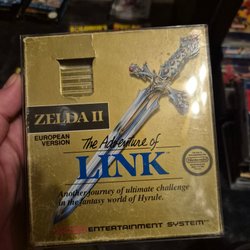 ZELDA II
EUROPEAN
VERSION
The Adventure of
LINK
Another journey of ultimate challenge
in the fantasy world of Hyrule.
ENTERTAINMENT SYSTEM